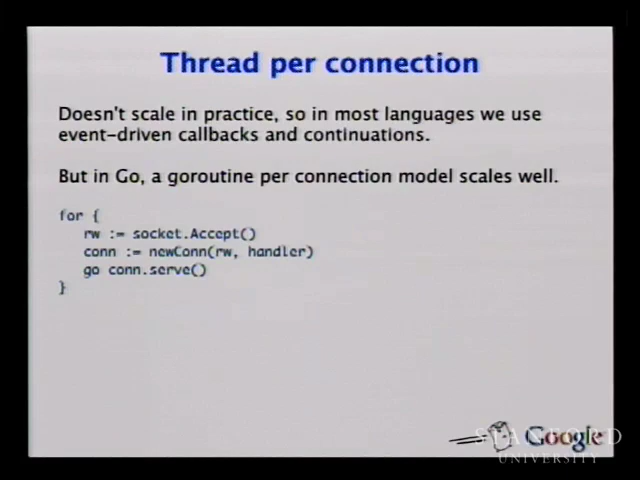 Thread per connection
Doesn't scale in practice, so in most languages we use
event-driven callbacks and continuations.
But in Go, a goroutine per connection model scales well.
for {
rw := socket.Accept()
conn := newConn(rw, handler)
go conn.serve()
}
Google
STANFORD
UNIVERSITY